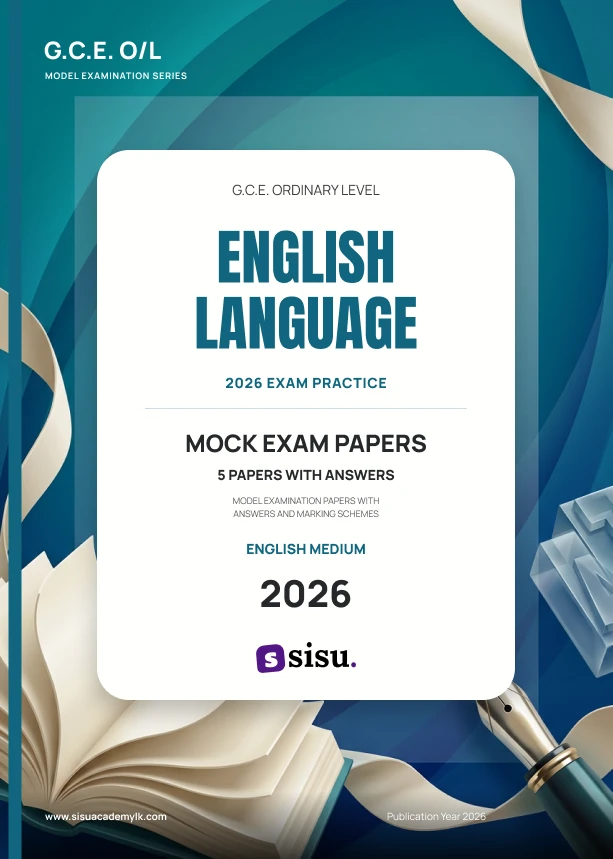 G.C.E. O/L
MODEL EXAMINATION SERIES
G.C.E. ORDINARY LEVEL
ENGLISH
LANGUAGE
2026 EXAM PRACTICE
MOCK EXAM PAPERS
5 PAPERS WITH ANSWERS
MODEL EXAMINATION PAPERS WITH
ANSWERS AND MARKING SCHEMES
ENGLISH MEDIUM
2026
s sisu.
www.sisuacademylk.com
Publication Year 2026